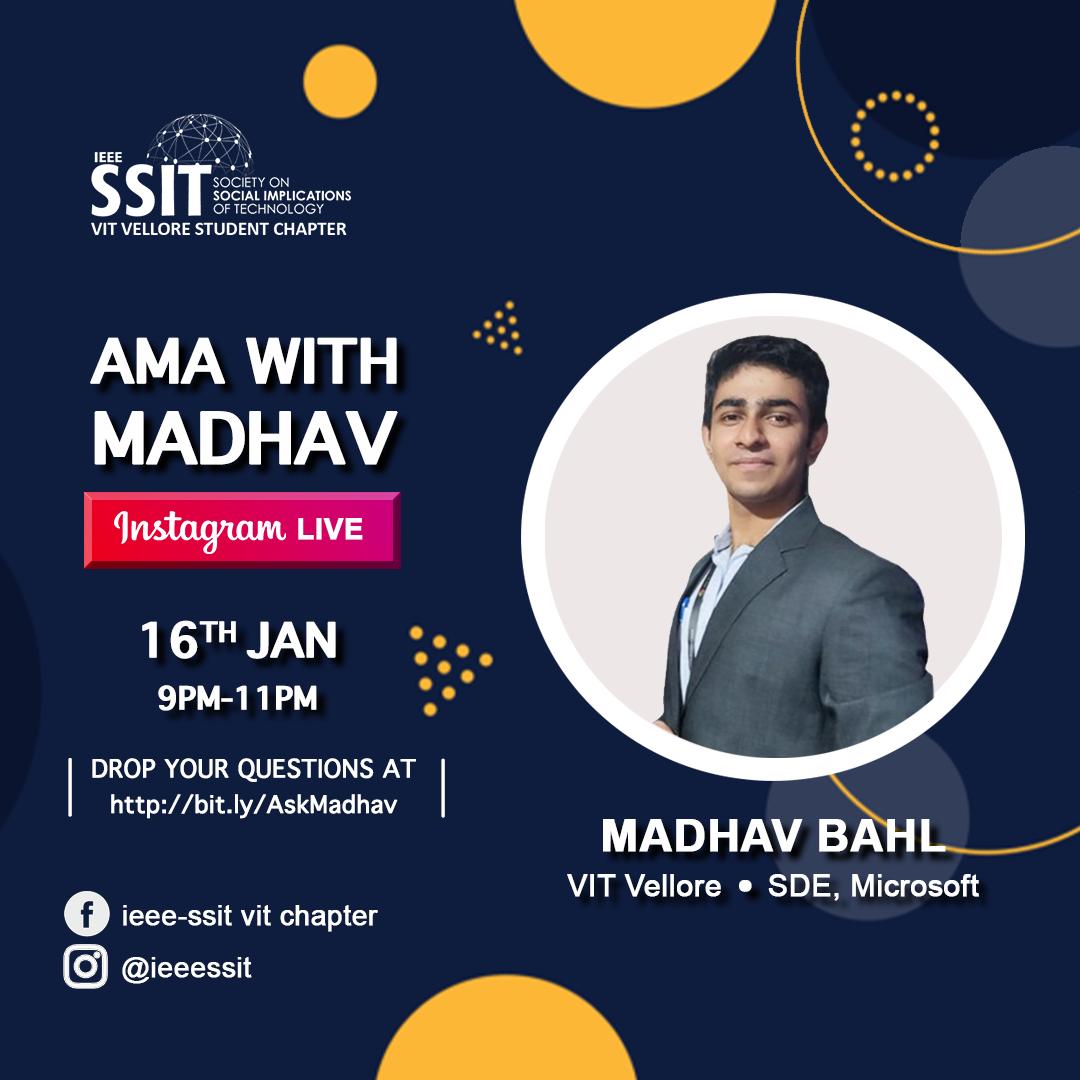 IEEE
SSIT SOCIETY ON
SOCIAL IMPLICATIONS
OF TECHNOLOGY
VIT VELLORE STUDENT CHAPTER
AMA WITH
MADHAV
Instagram LIVE
16TH JAN
9PM-11PM
DROP YOUR QUESTIONS AT
http://bit.ly/AskMadhav
MADHAV BAHL
VIT Vellore • SDE, Microsoft
ieee-ssit vit chapter
@ieeessit